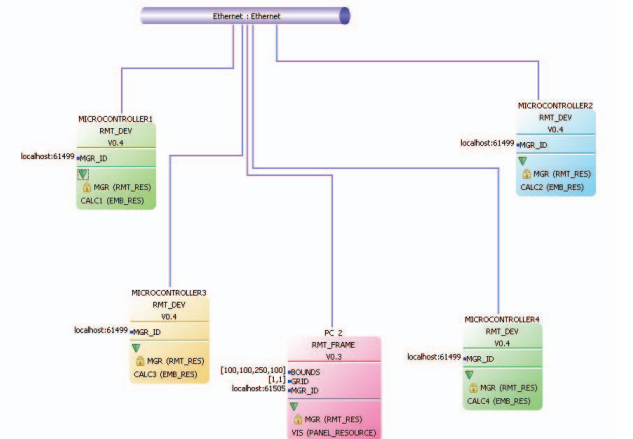 Ethernet : Ethernet
MICROCONTROLLER1
RMT_DEV
V0.4
localhost:61499 MGR_ID
MGR (RMT_RES)
CALC1 (EMB_RES)
MICROCONTROLLER2
RMT_DEV
V0.4
localhost:61499 MGR_ID
MGR (RMT_RES)
CALC2 (EMB_RES)
MICROCONTROLLER3
RMT_DEV
V0.4
localhost:61499 MGR_ID
MGR (RMT_RES)
CALC3 (EMB_RES)
PC_2
RMT_FRAME
V0.3
[100,100,250,100] BOUNDS
[1,1] GRID
localhost:61505 MGR_ID
MGR (RMT_RES)
VIS (PANEL_RESOURCE)
MICROCONTROLLER4
RMT_DEV
V0.4
localhost:61499 MGR_ID
MGR (RMT_RES)
CALC4 (EMB_RES)